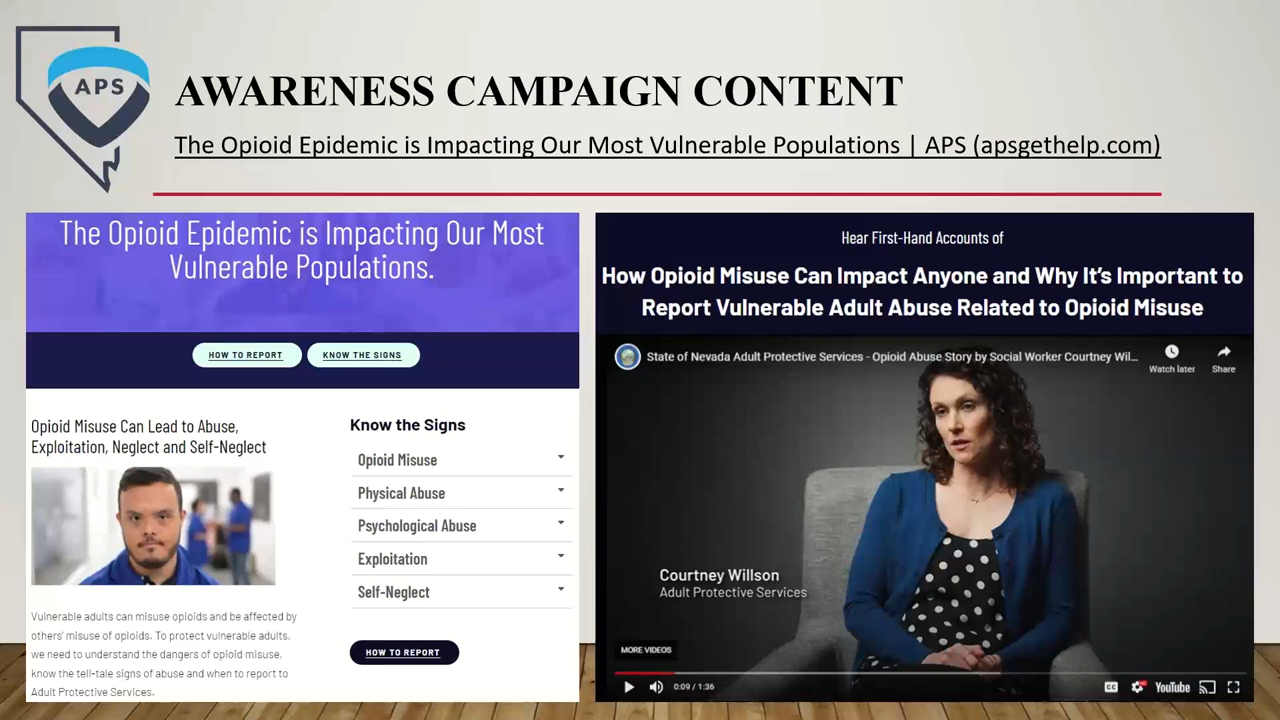 APS
AWARENESS CAMPAIGN CONTENT
The Opioid Epidemic is Impacting Our Most Vulnerable Populations | APS (apsgethelp.com)
The Opioid Epidemic is Impacting Our Most
Vulnerable Populations.
HOW TO REPORT
KNOW THE SIGNS
Opioid Misuse Can Lead to Abuse,
Exploitation, Neglect and Self-Neglect
Vulnerable adults can misuse opioids and be affected by
others' misuse of opioids. To protect vulnerable adults,
we need to understand the dangers of opioid misuse,
know the tell-tale signs of abuse and when to report to
Adult Protective Services.
Know the Signs
Opioid Misuse
Physical Abuse
Psychological Abuse
Exploitation
Self-Neglect
HOW TO REPORT
Hear First-Hand Accounts of
How Opioid Misuse Can Impact Anyone and Why It's Important to
Report Vulnerable Adult Abuse Related to Opioid Misuse
State of Nevada Adult Protective Services - Opioid Abuse Story by Social Worker Courtney Wil...
Watch later
Share
Courtney Willson
Adult Protective Services
MORE VIDEOS
0:09 / 1:36
CC
YouTube